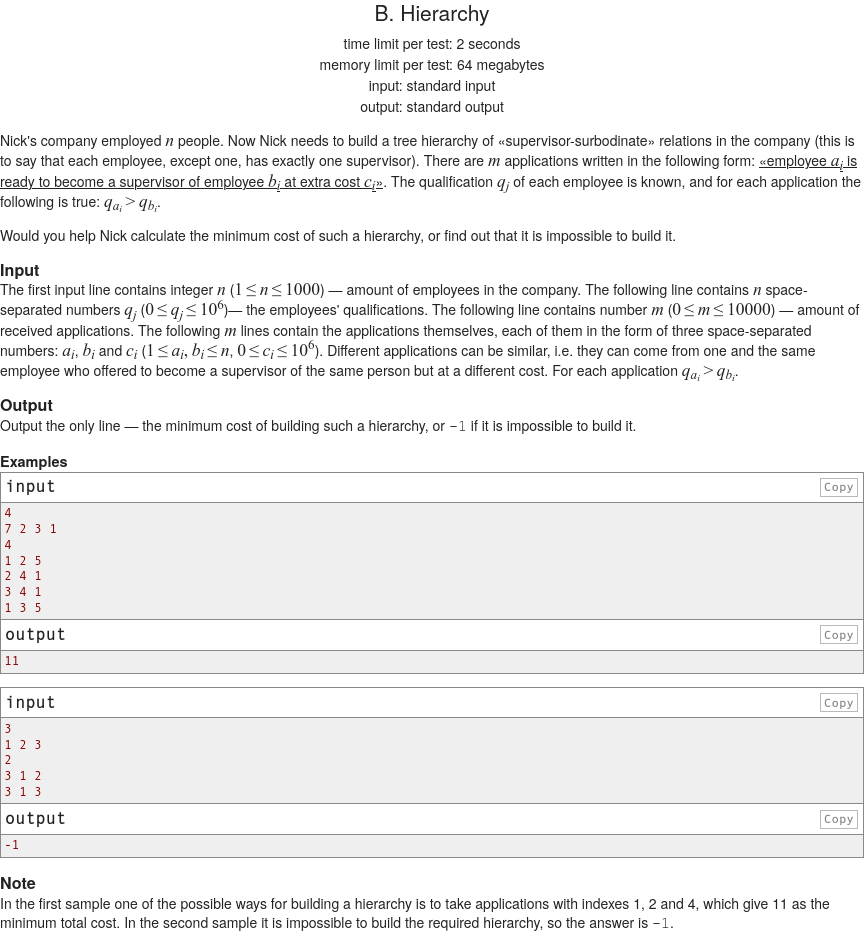 B. Hierarchy
time limit per test: 2 seconds
memory limit per test: 64 megabytes
input: standard input
output: standard output
Nick's company employed n people. Now Nick needs to build a tree hierarchy of «supervisor-surbodinate» relations in the company (this is
to say that each employee, except one, has exactly one supervisor). There are m applications written in the following form: «employee a_i is
ready to become a supervisor of employee b_i at extra cost c_i». The qualification q_j of each employee is known, and for each application the
following is true: q_{a_i} > q_{b_i}.
Would you help Nick calculate the minimum cost of such a hierarchy, or find out that it is impossible to build it.
Input
The first input line contains integer n (1 ≤ n ≤ 1000) — amount of employees in the company. The following line contains n space-
separated numbers q_j (0 ≤ q_j ≤ 10^6)— the employees' qualifications. The following line contains number m (0 ≤ m ≤ 10000) — amount of
received applications. The following m lines contain the applications themselves, each of them in the form of three space-separated
numbers: a_i, b_i and c_i (1 ≤ a_i, b_i ≤ n, 0 ≤ c_i ≤ 10^6). Different applications can be similar, i.e. they can come from one and the same
employee who offered to become a supervisor of the same person but at a different cost. For each application q_{a_i} > q_{b_i}.
Output
Output the only line — the minimum cost of building such a hierarchy, or -1 if it is impossible to build it.
Examples
input Copy
4
7 2 3 1
4
1 2 5
2 4 1
3 4 1
1 3 5
output Copy
11
input Copy
3
1 2 3
2
3 1 2
3 1 3
output Copy
-1
Note
In the first sample one of the possible ways for building a hierarchy is to take applications with indexes 1, 2 and 4, which give 11 as the
minimum total cost. In the second sample it is impossible to build the required hierarchy, so the answer is -1.